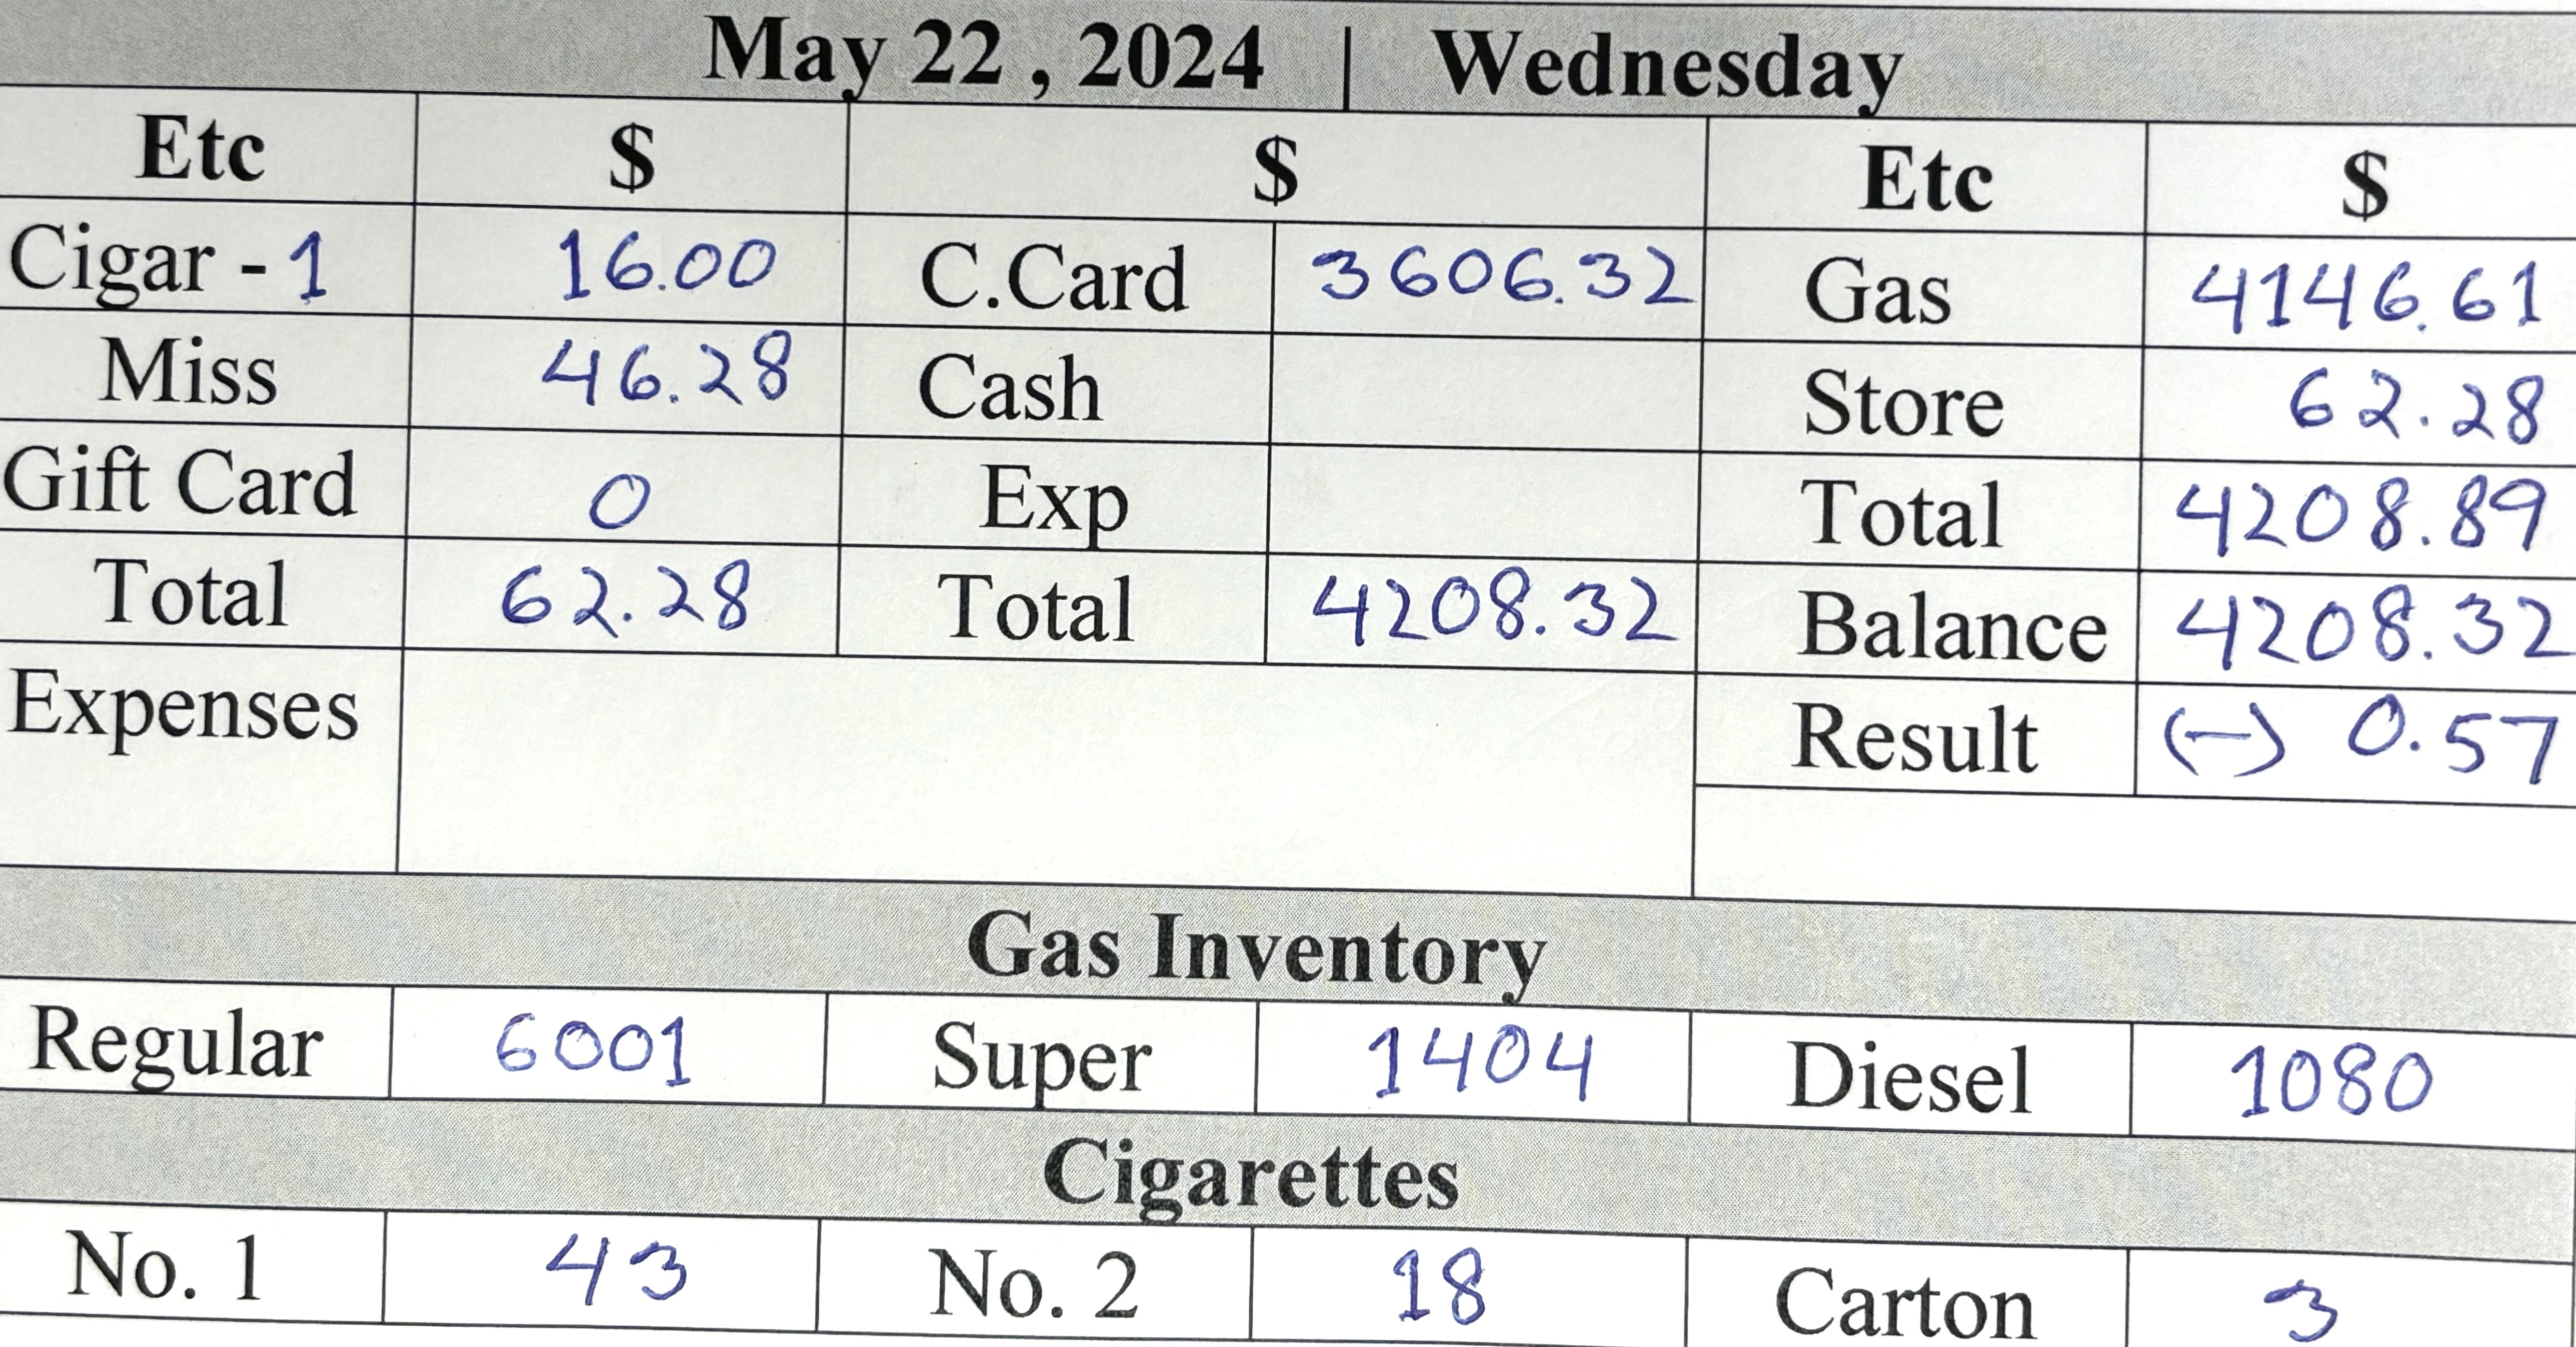 May 22 , 2024 | Wednesday
Etc $ $ Etc $
Cigar - 1 16.00 C.Card 3606.32 Gas 4146.61
Miss 46.28 Cash Store 62.28
Gift Card 0 Exp Total 4208.89
Total 62.28 Total 4208.32 Balance 4208.32
Expenses Result (-) 0.57
Gas Inventory
Regular 6001 Super 1404 Diesel 1080
Cigarettes
No. 1 43 No. 2 18 Carton 3